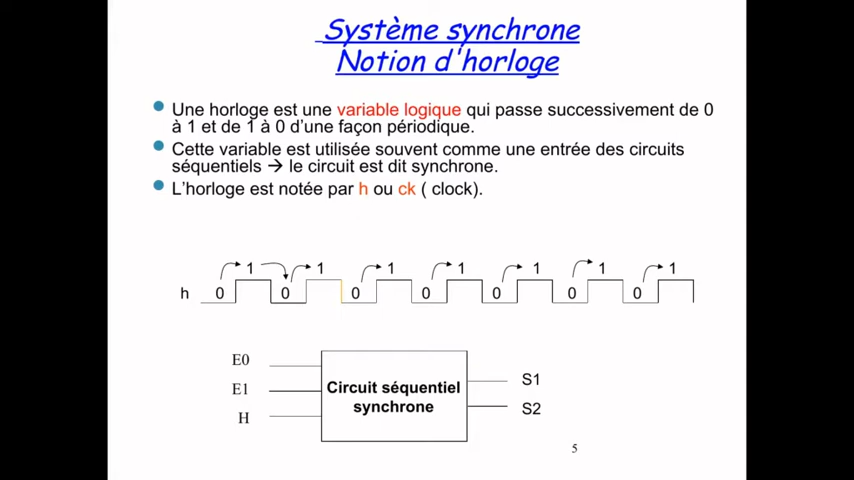 Système synchrone
Notion d'horloge
Une horloge est une variable logique qui passe successivement de 0
à 1 et de 1 à 0 d’une façon périodique.
Cette variable est utilisée souvent comme une entrée des circuits
séquentiels → le circuit est dit synchrone.
L’horloge est notée par h ou ck ( clock).
1 1 1 1 1 1 1
h 0 0 0 0 0 0 0
E0
E1
H
Circuit séquentiel
synchrone
S1
S2
5